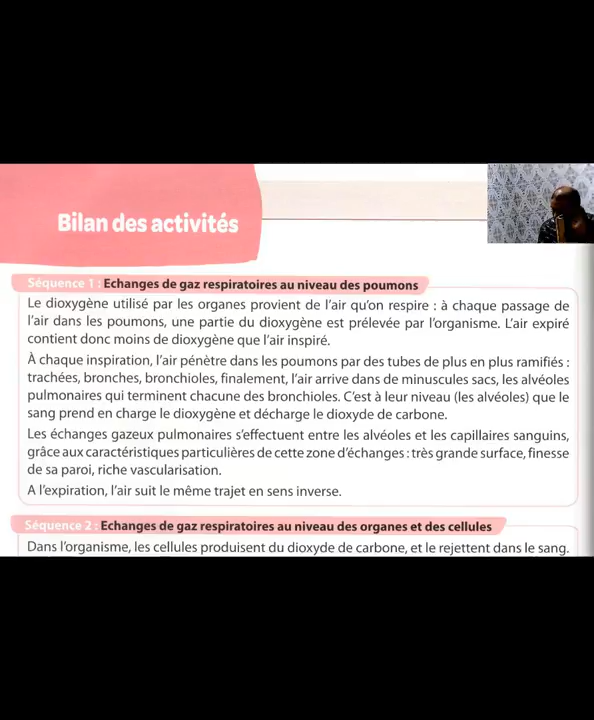 Bilan des activités
Séquence 1 : Echanges de gaz respiratoires au niveau des poumons
Le dioxygène utilisé par les organes provient de l'air qu'on respire : à chaque passage de
l'air dans les poumons, une partie du dioxygène est prélevée par l'organisme. L'air expiré
contient donc moins de dioxygène que l'air inspiré.
À chaque inspiration, l'air pénètre dans les poumons par des tubes de plus en plus ramifiés :
trachées, bronches, bronchioles, finalement, l'air arrive dans de minuscules sacs, les alvéoles
pulmonaires qui terminent chacune des bronchioles. C'est à leur niveau (les alvéoles) que le
sang prend en charge le dioxygène et décharge le dioxyde de carbone.
Les échanges gazeux pulmonaires s'effectuent entre les alvéoles et les capillaires sanguins,
grâce aux caractéristiques particulières de cette zone d'échanges : très grande surface, finesse
de sa paroi, riche vascularisation.
A l'expiration, l'air suit le même trajet en sens inverse.
Séquence 2 : Echanges de gaz respiratoires au niveau des organes et des cellules
Dans l'organisme, les cellules produisent du dioxyde de carbone, et le rejettent dans le sang.